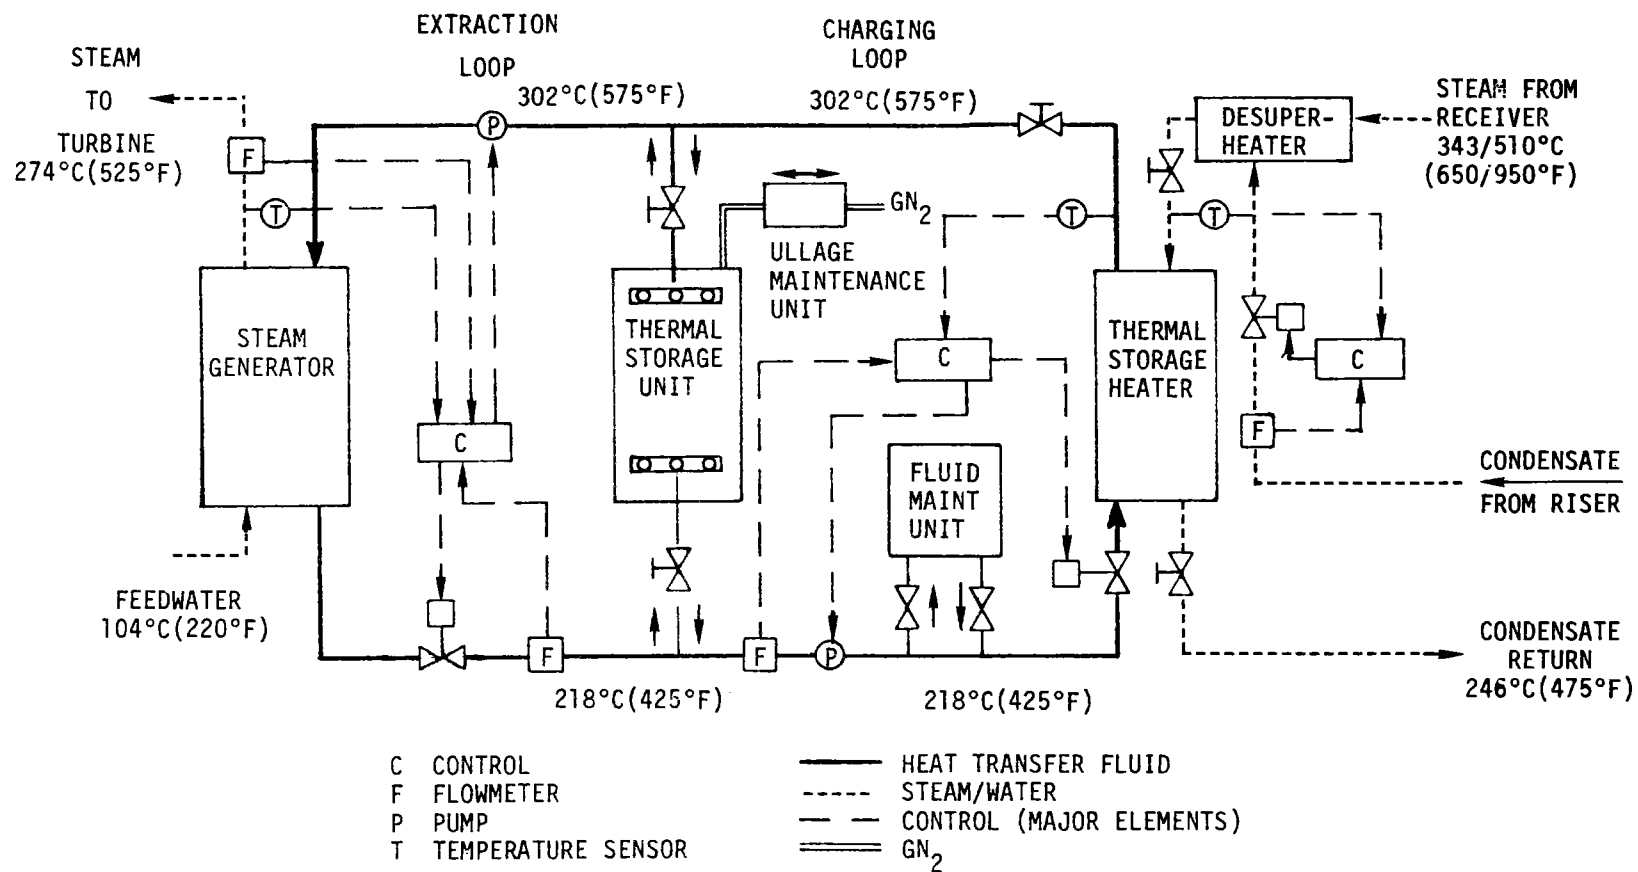 EXTRACTION
LOOP
302°C(575°F)
CHARGING
LOOP
302°C(575°F)
STEAM
TO
TURBINE
274°C(525°F)
F
T
P
DESUPER-
HEATER
STEAM FROM
RECEIVER
343/510°C
(650/950°F)
GN2
ULLAGE
MAINTENANCE
UNIT
T
T
STEAM
GENERATOR
THERMAL
STORAGE
UNIT
C
THERMAL
STORAGE
HEATER
C
C
F
FLUID
MAINT
UNIT
CONDENSATE
FROM RISER
FEEDWATER
104°C(220°F)
F
F
P
218°C(425°F)
218°C(425°F)
CONDENSATE
RETURN
246°C(475°F)
C CONTROL
F FLOWMETER
P PUMP
T TEMPERATURE SENSOR
HEAT TRANSFER FLUID
STEAM/WATER
CONTROL (MAJOR ELEMENTS)
GN2